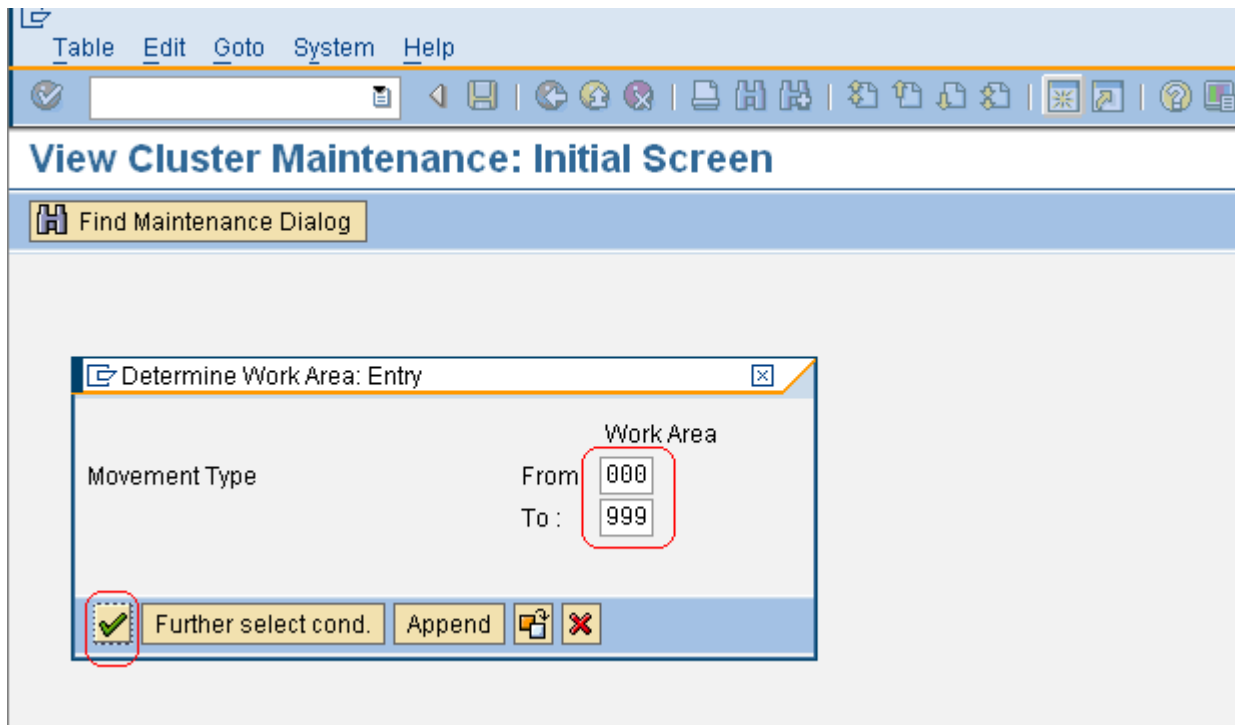 Table Edit Goto System Help
View Cluster Maintenance: Initial Screen
Find Maintenance Dialog
Determine Work Area: Entry
Work Area
Movement Type From 000
To : 999
Further select cond. Append